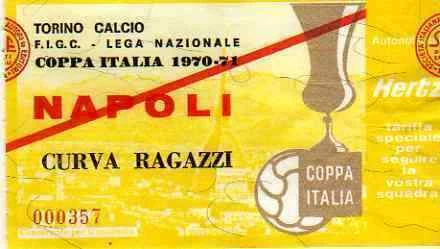 TORINO CALCIO
F.I.G.C. - LEGA NAZIONALE
COPPA ITALIA 1970-71
NAPOLI
CURVA RAGAZZI
COPPA
ITALIA
000357
Hertz
tariffa
speciale
per
seguire
la
vostra
squadra